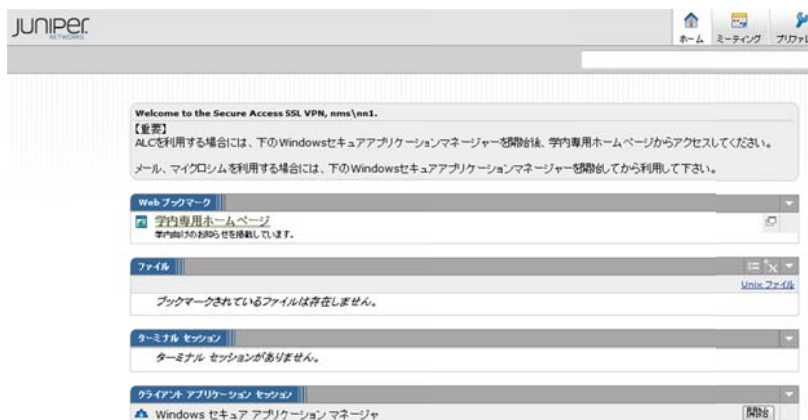 JUNIPER
NETWORKS
ホーム ミーティング プリファレ
Welcome to the Secure Access SSL VPN, nms\nn1.
【重要】
ALCを利用する場合には、下のWindowsセキュアアプリケーションマネージャーを開始後、学内専用ホームページからアクセスしてください。
メール、マイクロシムを利用する場合には、下のWindowsセキュアアプリケーションマネージャーを開始してから利用して下さい。
Web ブックマーク
学内専用ホームページ
学内向けのお知らせを掲載しています。
ファイル
Unix ファイル
ブックマークされているファイルは存在しません。
ターミナル セッション
ターミナル セッションがありません。
クライアント アプリケーション セッション
Windows セキュア アプリケーション マネージャ
開始